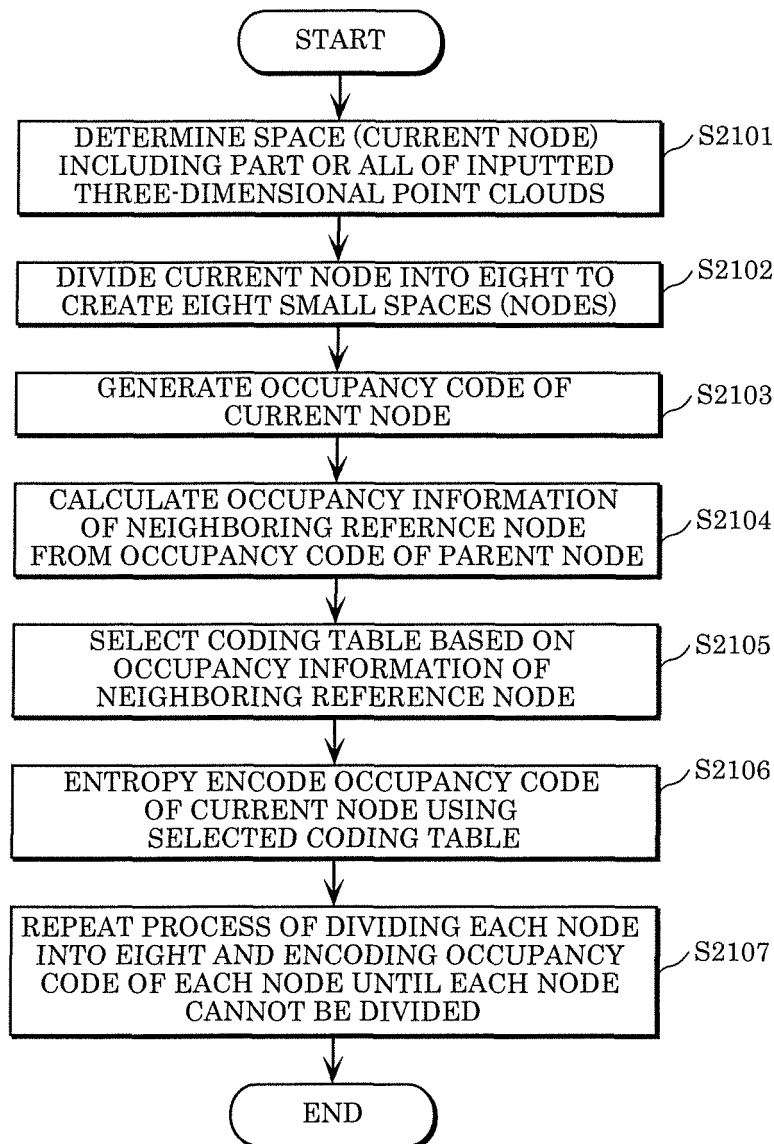 START
DETERMINE SPACE (CURRENT NODE)
INCLUDING PART OR ALL OF INPUTTED
THREE-DIMENSIONAL POINT CLOUDS
S2101
DIVIDE CURRENT NODE INTO EIGHT TO
CREATE EIGHT SMALL SPACES (NODES)
S2102
GENERATE OCCUPANCY CODE OF
CURRENT NODE
S2103
CALCULATE OCCUPANCY INFORMATION
OF NEIGHBORING REFERNCE NODE
FROM OCCUPANCY CODE OF PARENT NODE
S2104
SELECT CODING TABLE BASED ON
OCCUPANCY INFORMATION OF
NEIGHBORING REFERENCE NODE
S2105
ENTROPY ENCODE OCCUPANCY CODE
OF CURRENT NODE USING
SELECTED CODING TABLE
S2106
REPEAT PROCESS OF DIVIDING EACH NODE
INTO EIGHT AND ENCODING OCCUPANCY
CODE OF EACH NODE UNTIL EACH NODE
CANNOT BE DIVIDED
S2107
END